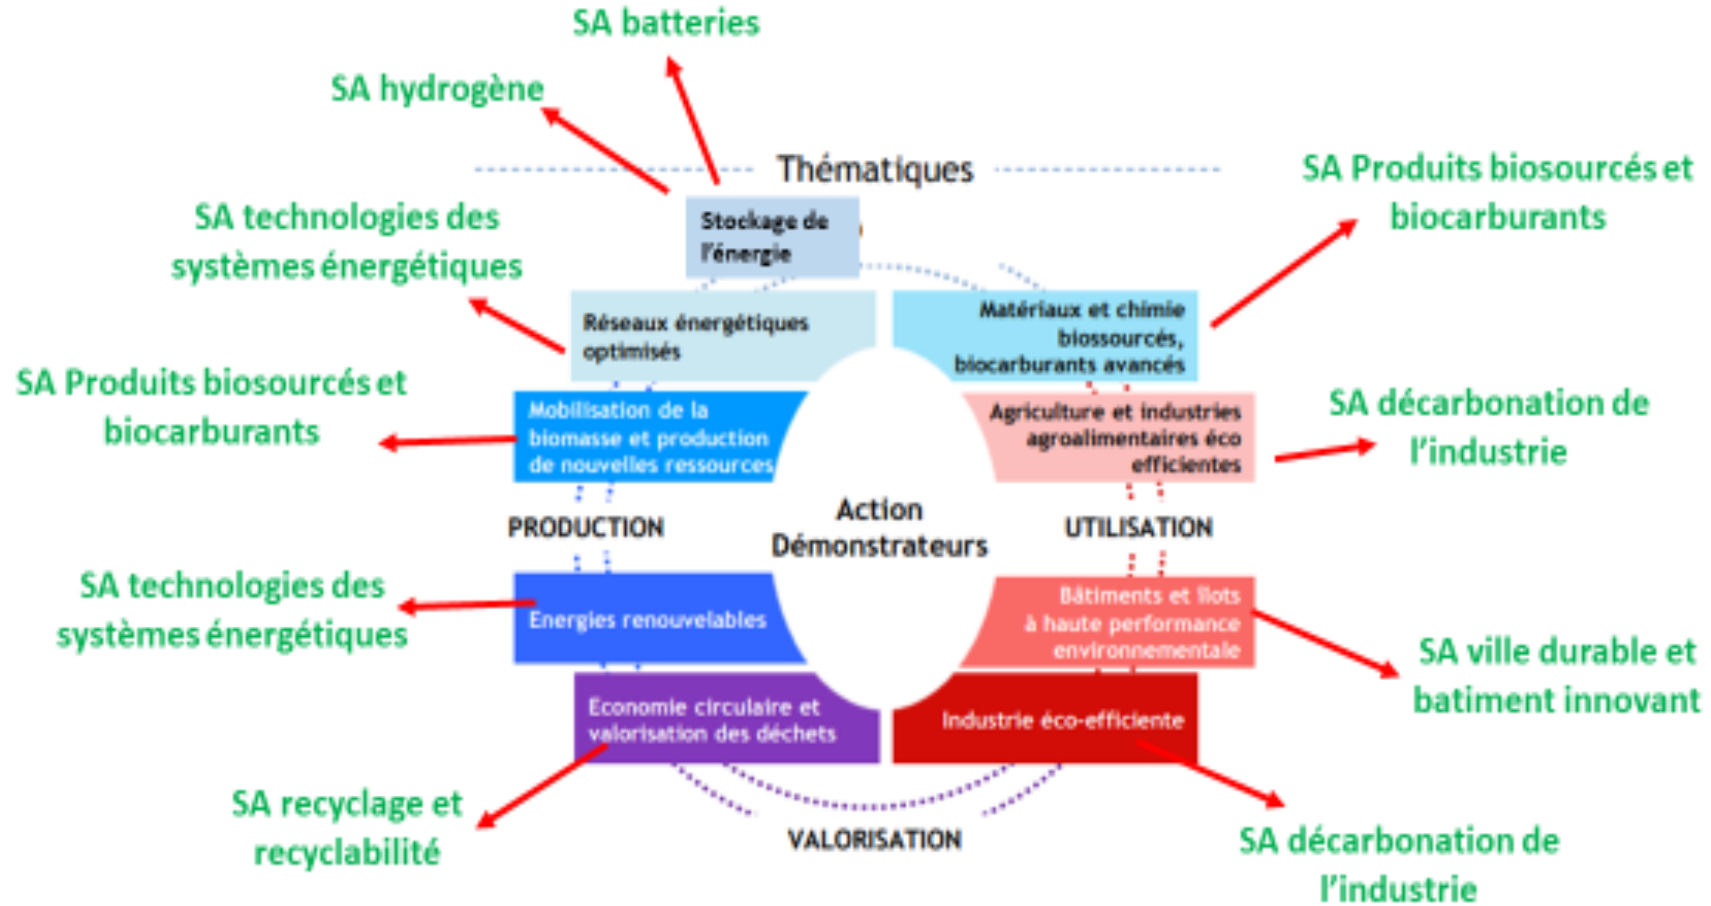 SA batteries
SA hydrogène
Thématiques
SA Produits biosourcés et
biocarburants
SA technologies des
systèmes énergétiques
Stockage de
l'énergie
Réseaux énergétiques
optimisés
Matériaux et chimie
biossourcés,
biocarburants avancés
SA Produits biosourcés et
biocarburants
Mobilisation de la
biomasse et production
de nouvelles ressources
Agriculture et industries
agroalimentaires éco
efficientes
SA décarbonation de
l'industrie
PRODUCTION
Action
Démonstrateurs
UTILISATION
SA technologies des
systèmes énergétiques
Energies renouvelables
Bâtiments et îlots
à haute performance
environnementale
SA ville durable et
batiment innovant
Economie circulaire et
valorisation des déchets
Industrie éco-efficiente
SA recyclage et
recyclabilité
VALORISATION
SA décarbonation de
l'industrie